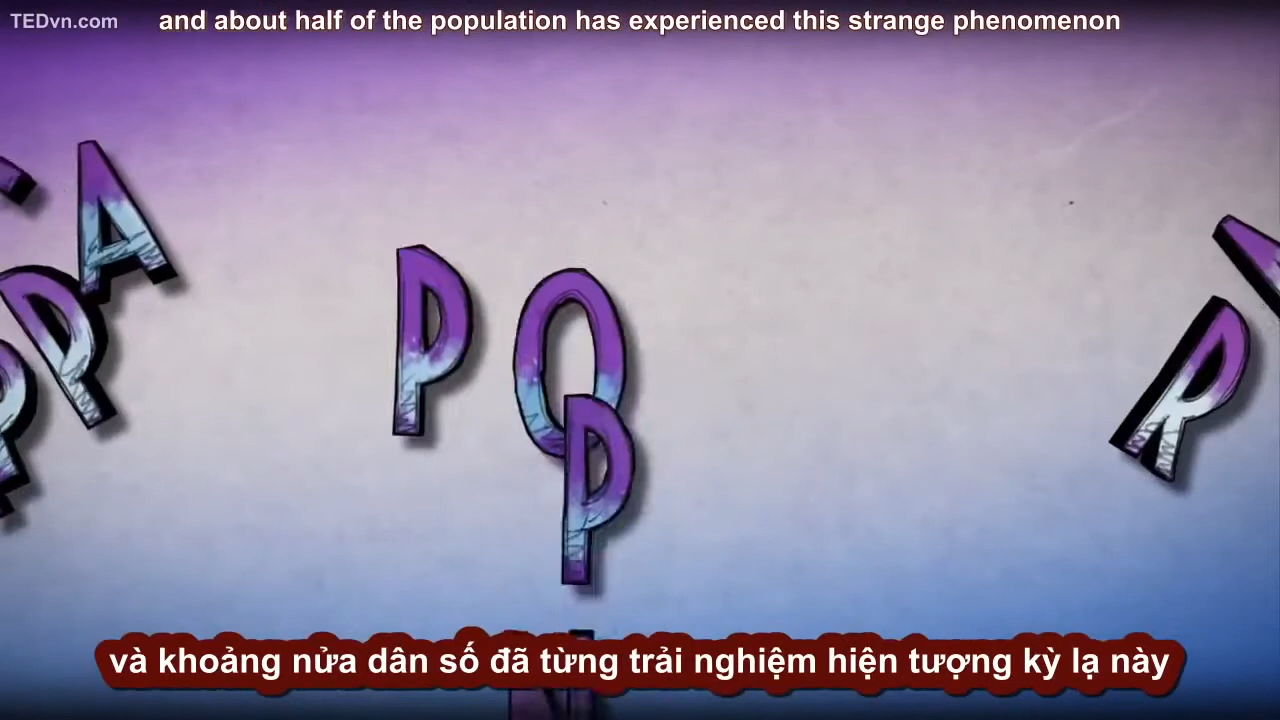 TEDvn.com
and about half of the population has experienced this strange phenomenon
A
P
P
P
O
P
R
N
và khoảng nửa dân số đã từng trải nghiệm hiện tượng kỳ lạ này